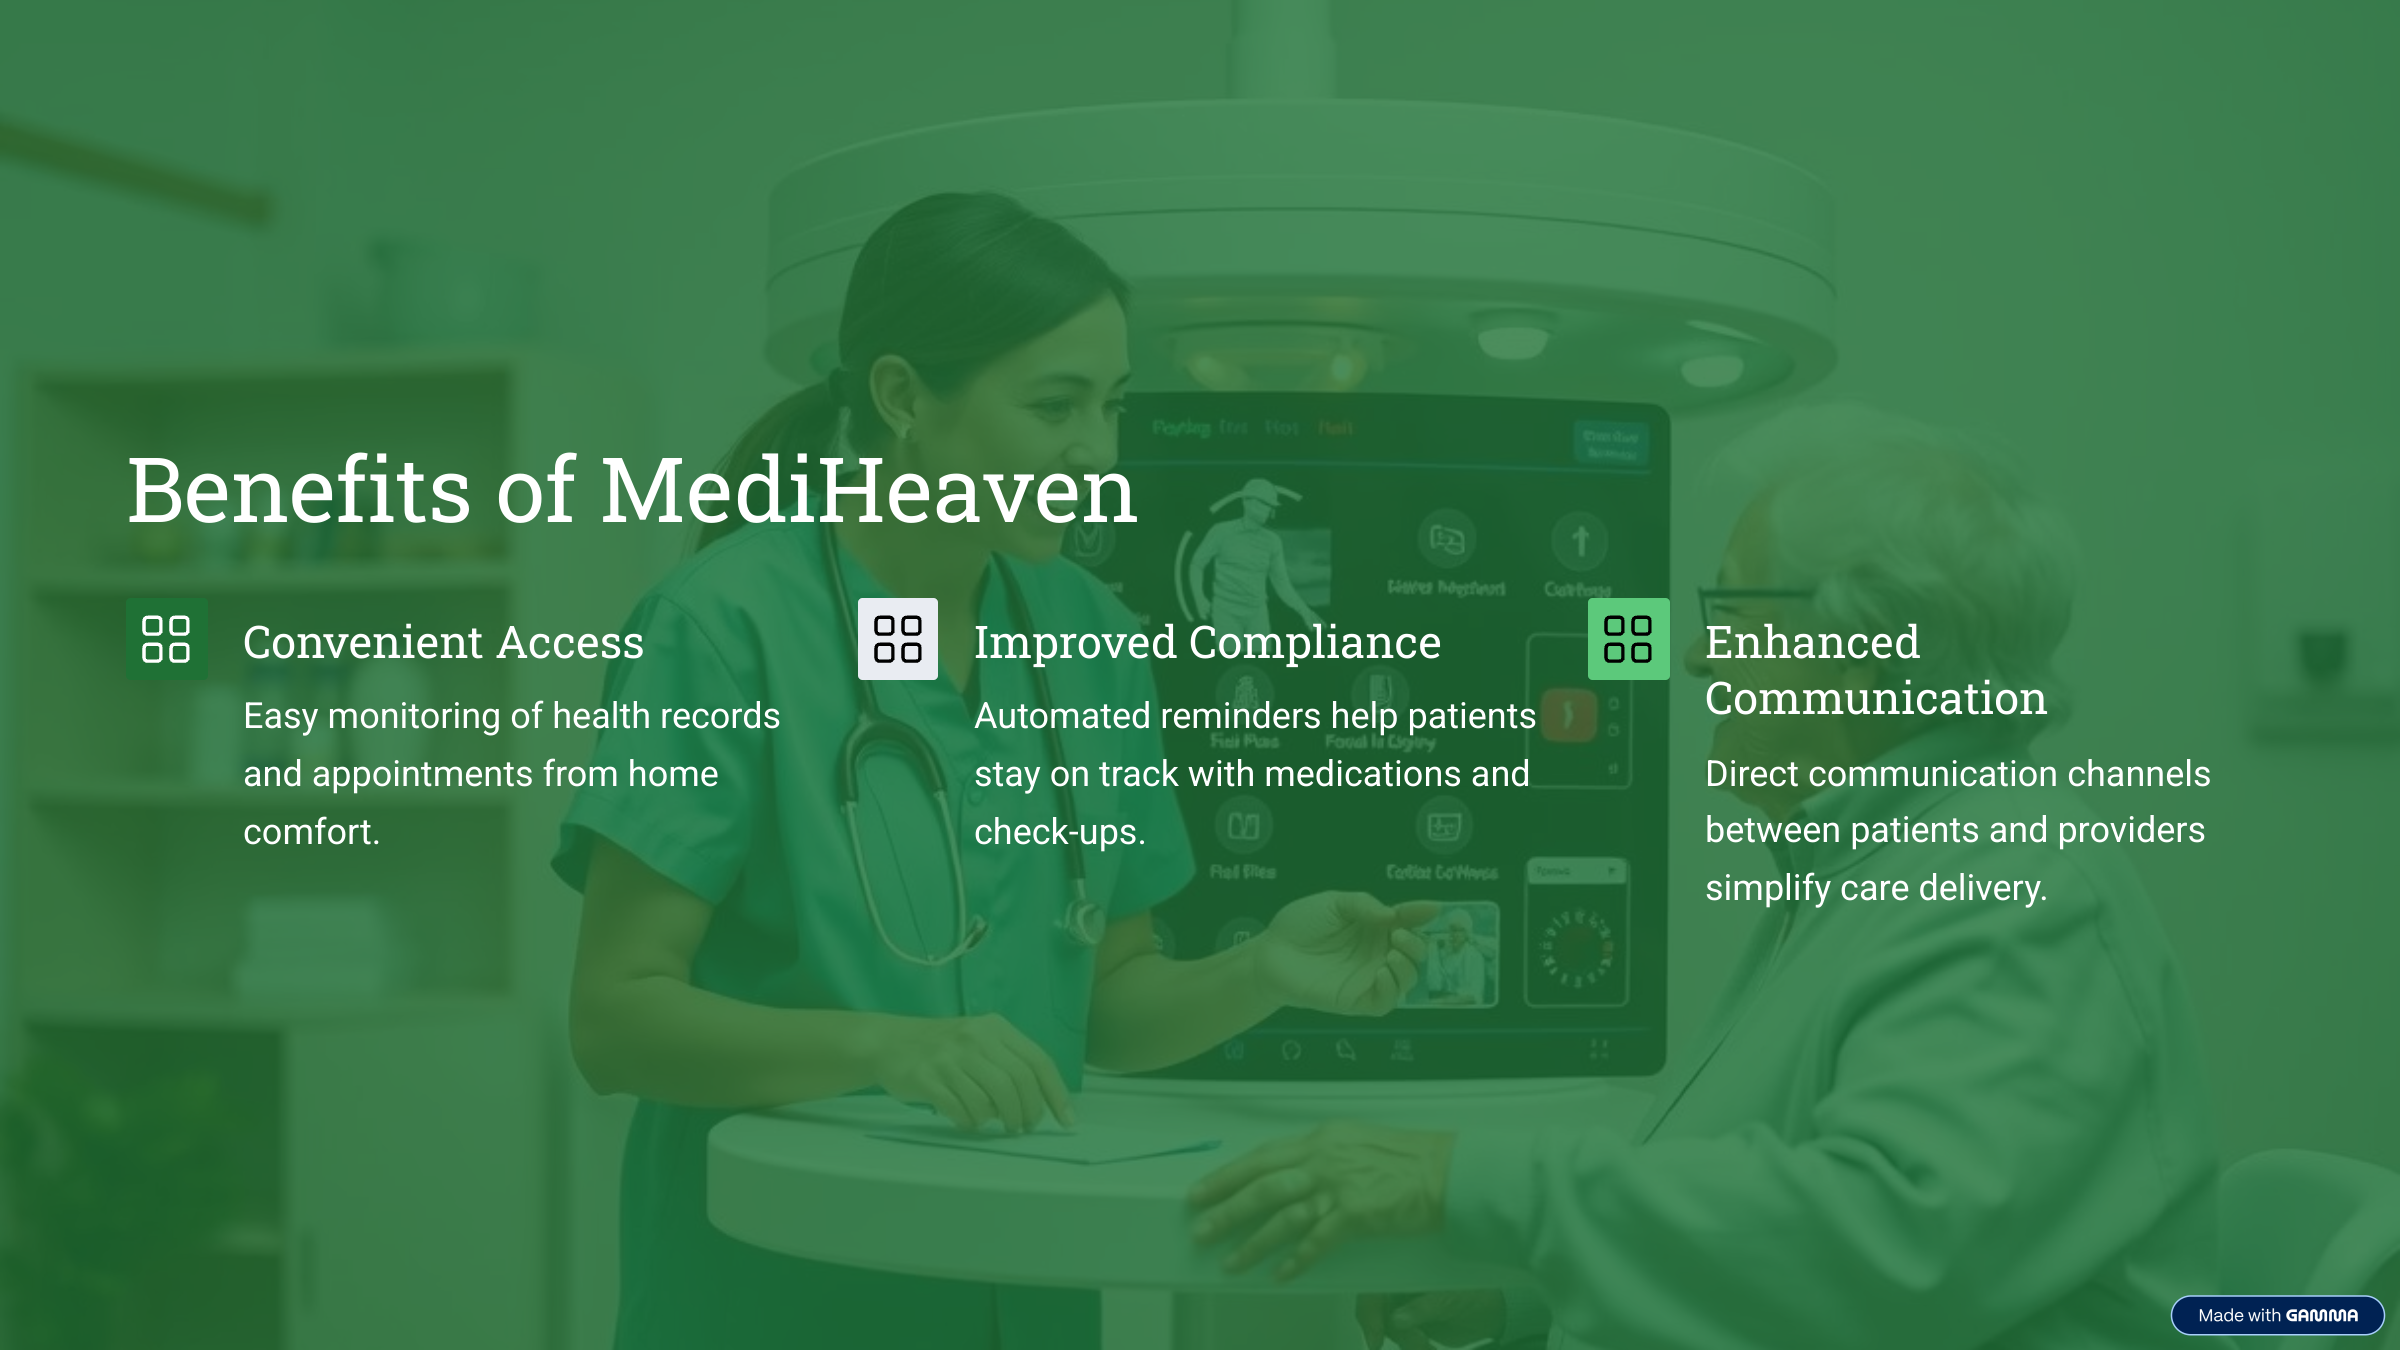 Benefits of MediHeaven
Convenient Access
Easy monitoring of health records
and appointments from home
comfort.
Improved Compliance
Automated reminders help patients
stay on track with medications and
check-ups.
Enhanced
Communication
Direct communication channels
between patients and providers
simplify care delivery.
Made with GAMMA